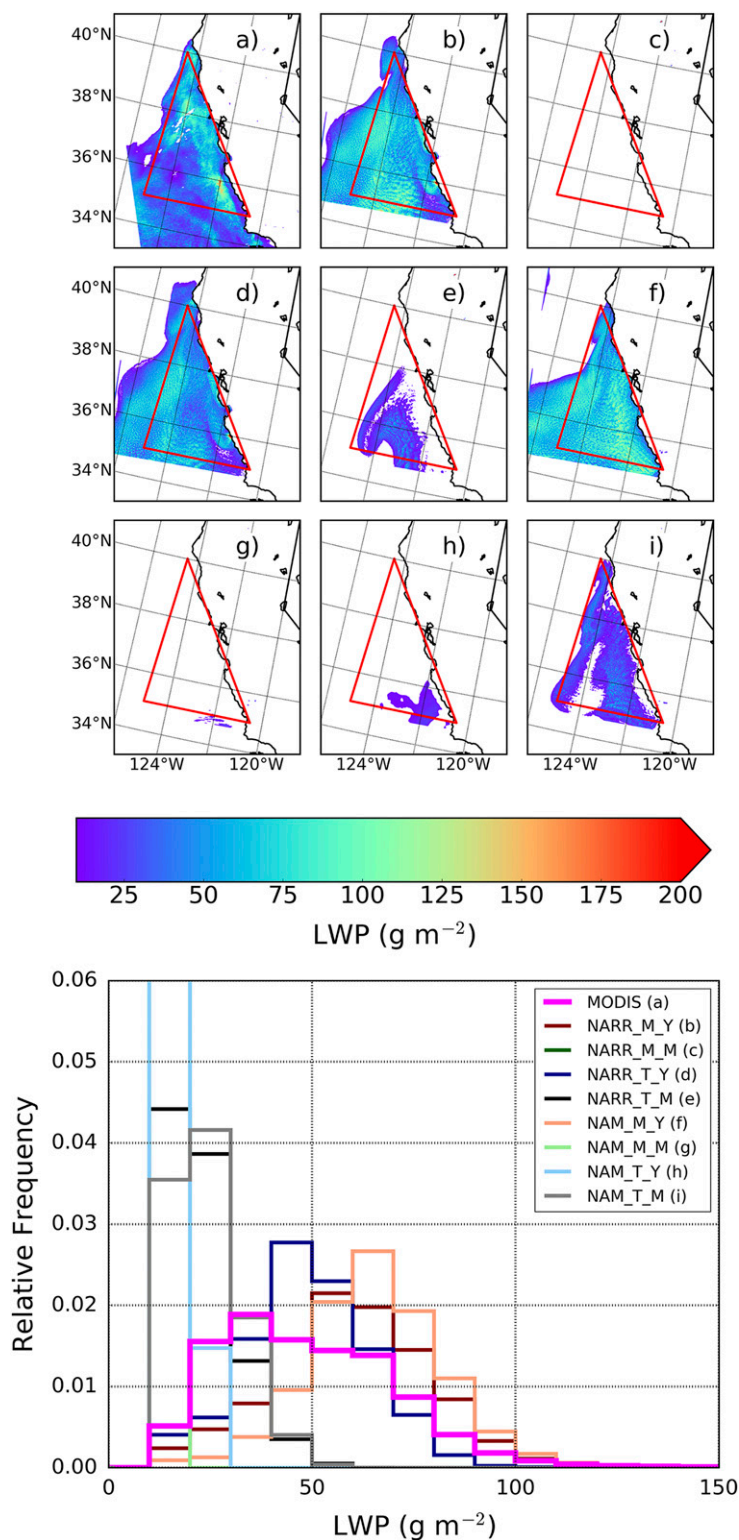 40°N
38°N
36°N
34°N
a)
b)
c)
40°N
38°N
36°N
34°N
d)
e)
f)
40°N
38°N
36°N
34°N
g)
h)
i)
124°W 120°W 124°W 120°W 124°W 120°W
25 50 75 100 125 150 175 200
LWP (g m⁻²)
0.06
0.05
0.04
0.03
0.02
0.01
0.00
Relative Frequency
MODIS (a)
NARR_M_Y (b)
NARR_M_M (c)
NARR_T_Y (d)
NARR_T_M (e)
NAM_M_Y (f)
NAM_M_M (g)
NAM_T_Y (h)
NAM_T_M (i)
0 50 100 150
LWP (g m⁻²)